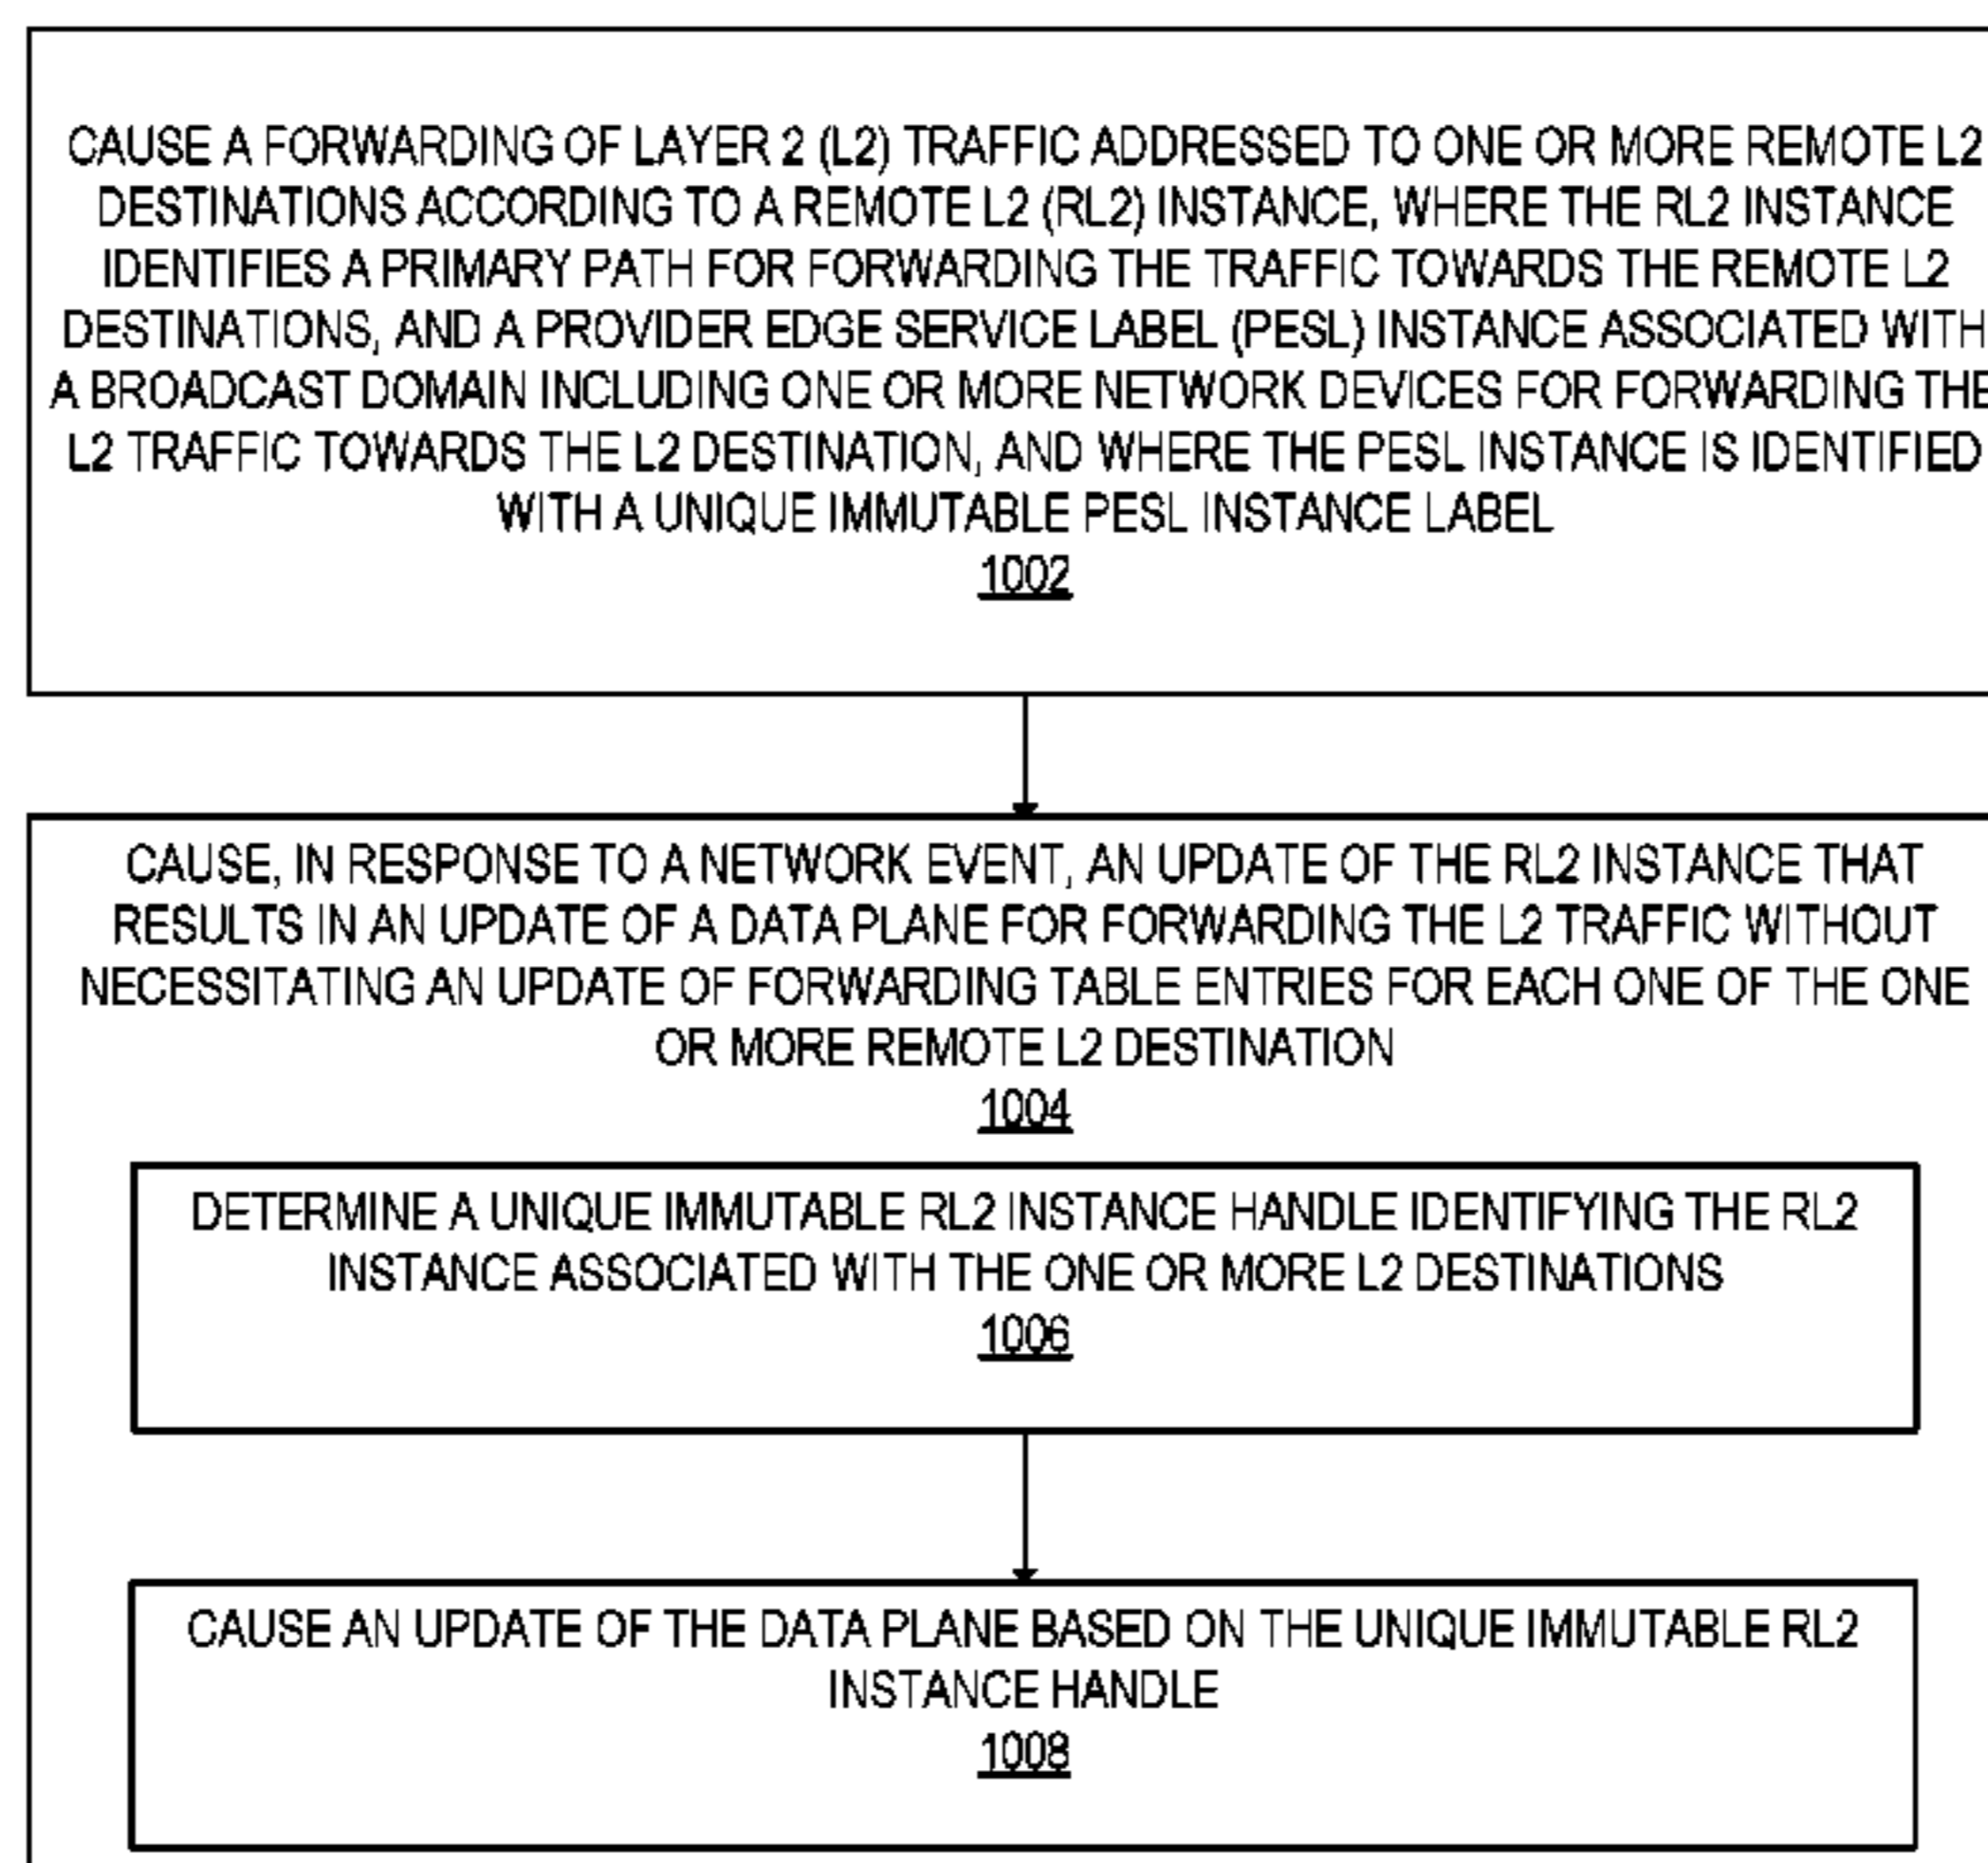 CAUSE A FORWARDING OF LAYER 2 (L2) TRAFFIC ADDRESSED TO ONE OR MORE REMOTE L2
DESTINATIONS ACCORDING TO A REMOTE L2 (RL2) INSTANCE, WHERE THE RL2 INSTANCE
IDENTIFIES A PRIMARY PATH FOR FORWARDING THE TRAFFIC TOWARDS THE REMOTE L2
DESTINATIONS, AND A PROVIDER EDGE SERVICE LABEL (PESL) INSTANCE ASSOCIATED WITH
A BROADCAST DOMAIN INCLUDING ONE OR MORE NETWORK DEVICES FOR FORWARDING THE
L2 TRAFFIC TOWARDS THE L2 DESTINATION, AND WHERE THE PESL INSTANCE IS IDENTIFIED
WITH A UNIQUE IMMUTABLE PESL INSTANCE LABEL
1002
CAUSE, IN RESPONSE TO A NETWORK EVENT, AN UPDATE OF THE RL2 INSTANCE THAT
RESULTS IN AN UPDATE OF A DATA PLANE FOR FORWARDING THE L2 TRAFFIC WITHOUT
NECESSITATING AN UPDATE OF FORWARDING TABLE ENTRIES FOR EACH ONE OF THE ONE
OR MORE REMOTE L2 DESTINATION
1004
DETERMINE A UNIQUE IMMUTABLE RL2 INSTANCE HANDLE IDENTIFYING THE RL2
INSTANCE ASSOCIATED WITH THE ONE OR MORE L2 DESTINATIONS
1006
CAUSE AN UPDATE OF THE DATA PLANE BASED ON THE UNIQUE IMMUTABLE RL2
INSTANCE HANDLE
1008